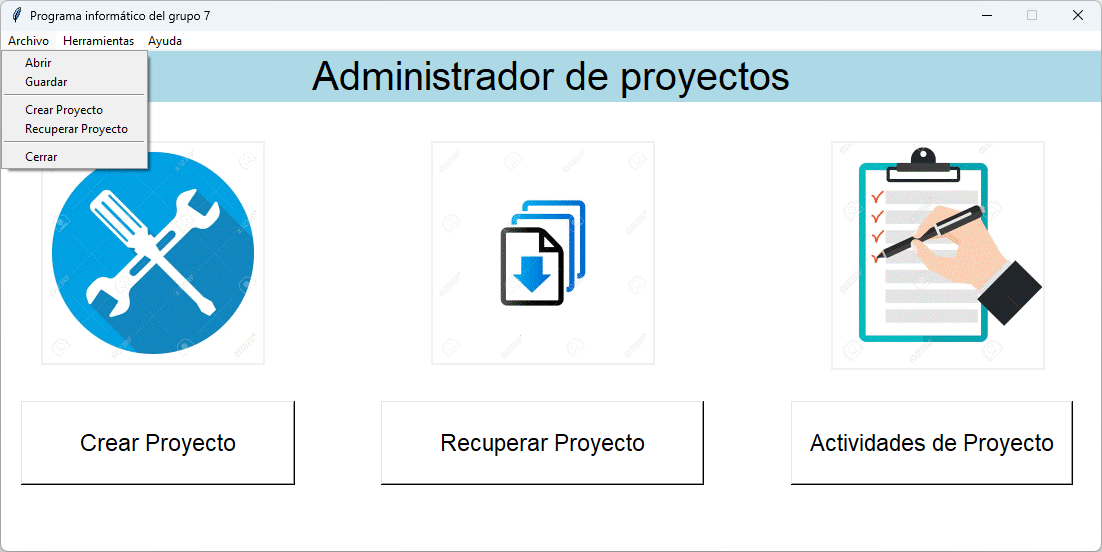 Programa informático del grupo 7
Archivo Herramientas Ayuda
Abrir
Guardar
Crear Proyecto
Recuperar Proyecto
Cerrar
Administrador de proyectos
Crear Proyecto
Recuperar Proyecto
Actividades de Proyecto